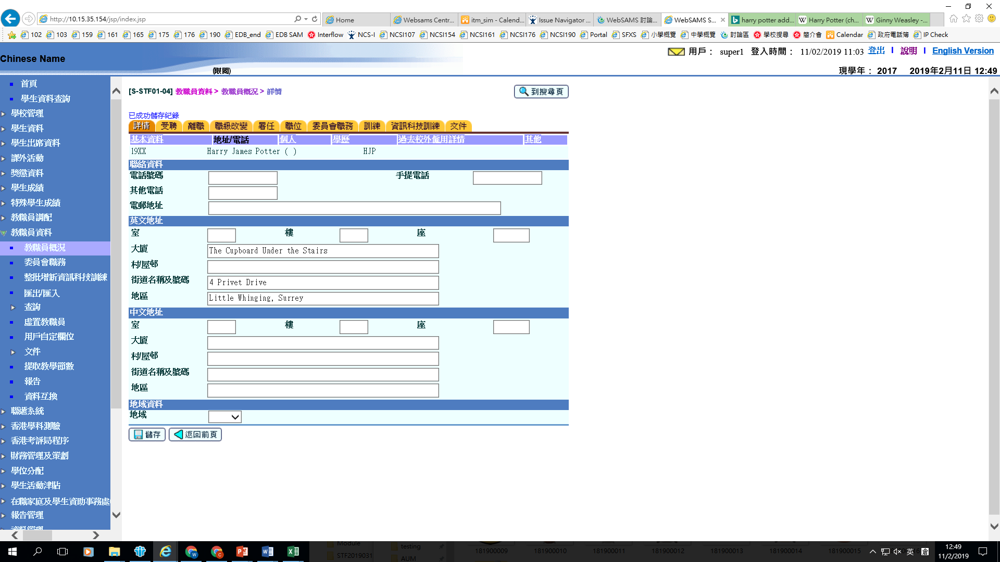 http://10.15.35.154/jsp/index.jsp
Home
Websams Centr...
itm_sim - Calend...
Issue Navigator ...
WebSAMS 討論...
WebSAMS S...
harry potter add...
Harry Potter (ch...
Ginny Weasley -...
102 103 159 161 165 175 176 190 EDB_end EDB SAM Interflow NCS-I NCSI107 NCSI154 NCSI161 NCSI176 NCSI190 Portal SFXS 小學概覽 中學概覽 討論區 學校搜尋 簡介會 Calendar 政府電話簿 IP Check
Chinese Name
(限閱)
用戶： super1 登入時間： 11/02/2019 11:03 登出 | 說明 | English Version
現學年： 2017 2019年2月11日 12:49
首頁
學生資料查詢
學校管理
學生資料
學生出席資料
課外活動
獎懲資料
學生成績
特殊學生成績
教職員調配
教職員資料
教職員概況
委員會職務
整批增新資訊科技訓練
匯出/匯入
查詢
虛置教職員
用戶自定欄位
文件
提取教學節數
報告
資料互換
聯遞系統
香港學科測驗
香港考評局程序
財務管理及策劃
學位分配
學生活動津貼
在職家庭及學生資助事務處
報告管理
資料管理
[S-STF01-04] 教職員資料 > 教職員概況 > 詳情
到搜尋頁
已成功儲存紀錄
詳情 受聘 離職 職級改變 署任 職位 委員會職務 訓練 資訊科技訓練 文件
基本資料 地址/電話 個人 學歷 過去校外僱用詳情 其他
19XX Harry James Potter ( ) HJP
聯絡資料
電話號碼 手提電話
其他電話
電郵地址
英文地址
室 樓 座
大廈 The Cupboard Under the Stairs
村/屋邨
街道名稱及號碼 4 Privet Drive
地區 Little Whinging, Surrey
中文地址
室 樓 座
大廈
村/屋邨
街道名稱及號碼
地區
地域資料
地域
儲存 返回前頁
Module
STF2019031
testing
AUM
181900009 181900010 181900011 181900012 181900013 181900014 181900015
英
倉
12:49
11/2/2019